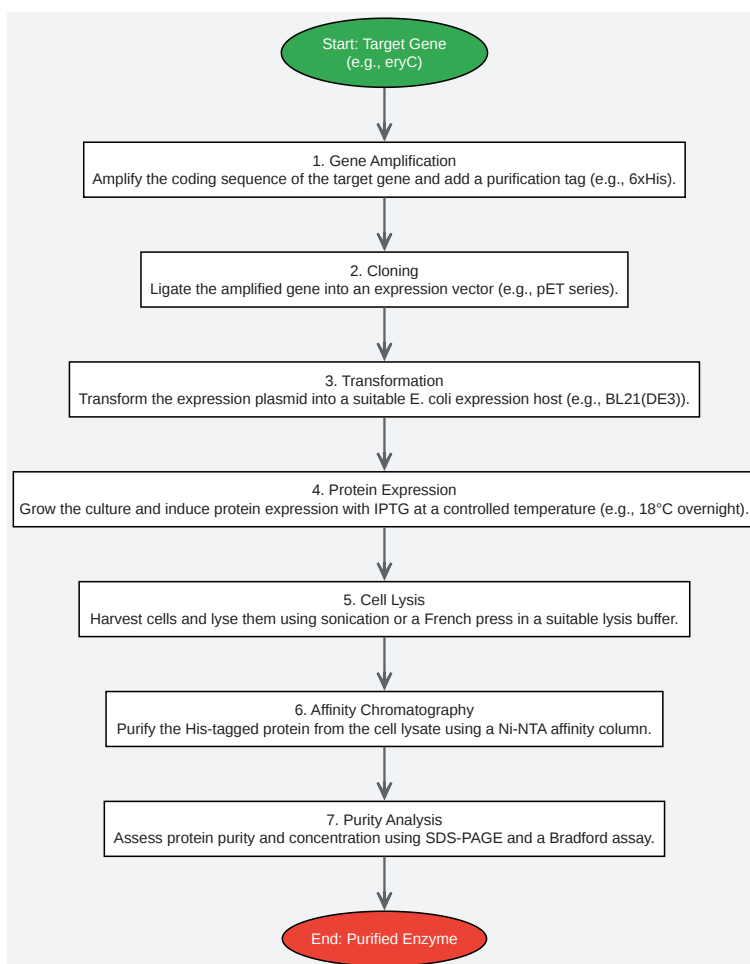 Start: Target Gene
(e.g., eryC)
1. Gene Amplification
Amplify the coding sequence of the target gene and add a purification tag (e.g., 6xHis).
2. Cloning
Ligate the amplified gene into an expression vector (e.g., pET series).
3. Transformation
Transform the expression plasmid into a suitable E. coli expression host (e.g., BL21(DE3)).
4. Protein Expression
Grow the culture and induce protein expression with IPTG at a controlled temperature (e.g., 18°C overnight).
5. Cell Lysis
Harvest cells and lyse them using sonication or a French press in a suitable lysis buffer.
6. Affinity Chromatography
Purify the His-tagged protein from the cell lysate using a Ni-NTA affinity column.
7. Purity Analysis
Assess protein purity and concentration using SDS-PAGE and a Bradford assay.
End: Purified Enzyme